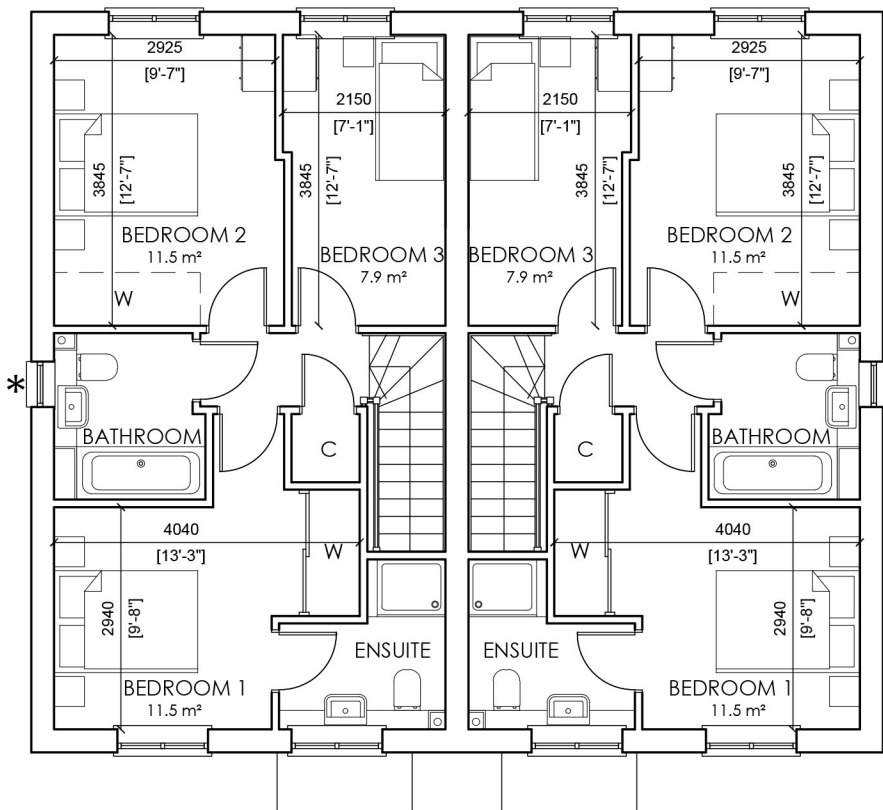 2925
[9'-7"]
2150
[7'-1"]
2150
[7'-1"]
2925
[9'-7"]
3845
[12'-7"]
3845
[12'-7"]
3845
[12'-7"]
3845
[12'-7"]
BEDROOM 2
11.5 m²
BEDROOM 3
7.9 m²
BEDROOM 3
7.9 m²
BEDROOM 2
11.5 m²
W
W
*
BATHROOM
C
C
BATHROOM
4040
[13'-3"]
W
W
4040
[13'-3"]
2940
[9'-8"]
2940
[9'-8"]
ENSUITE
ENSUITE
BEDROOM 1
11.5 m²
BEDROOM 1
11.5 m²